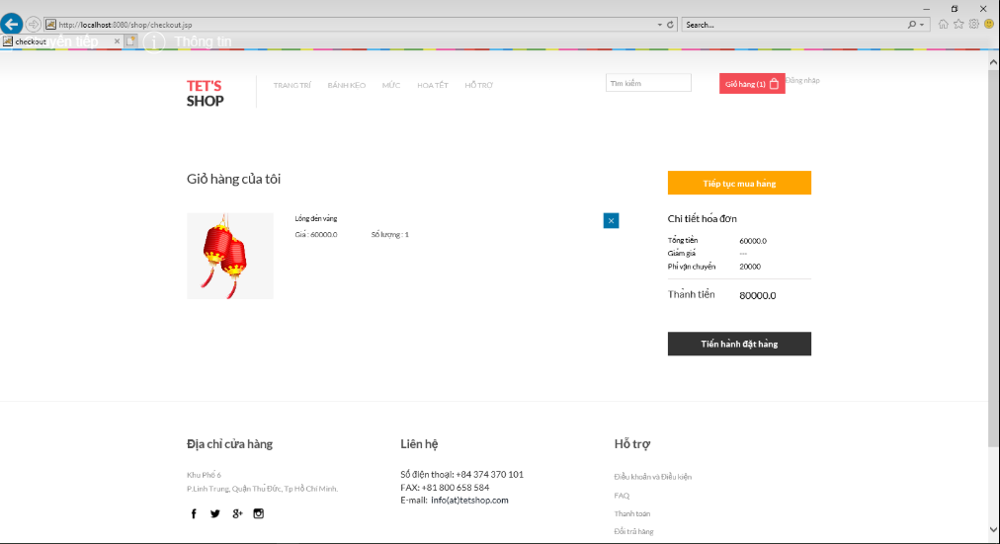 http://localhost:8080/shop/checkout.jsp
Search...
checkout
Thông tin
TET'S
SHOP
TRANG TRÍ BÁNH KẸO MỨC HOA TẾT HỖ TRỢ
Tìm kiếm
Giỏ hàng (1)
Đăng nhập
Giỏ hàng của tôi
Lồng đèn vàng
Giá : 60000.0 Số lượng : 1
Tiếp tục mua hàng
Chi tiết hóa đơn
Tổng tiền 60000.0
Giảm giá ---
Phí vận chuyển 20000
Thành tiền 80000.0
Tiến hành đặt hàng
Địa chỉ cửa hàng
Khu Phố 6
P.Linh Trung, Quận Thủ Đức, Tp Hồ Chí Minh.
Liên hệ
Số điện thoại: +84 374 370 101
FAX: +81 800 658 584
E-mail: info(at)tetshop.com
Hỗ trợ
Điều khoản và Điều kiện
FAQ
Thanh toán
Đổi trả hàng